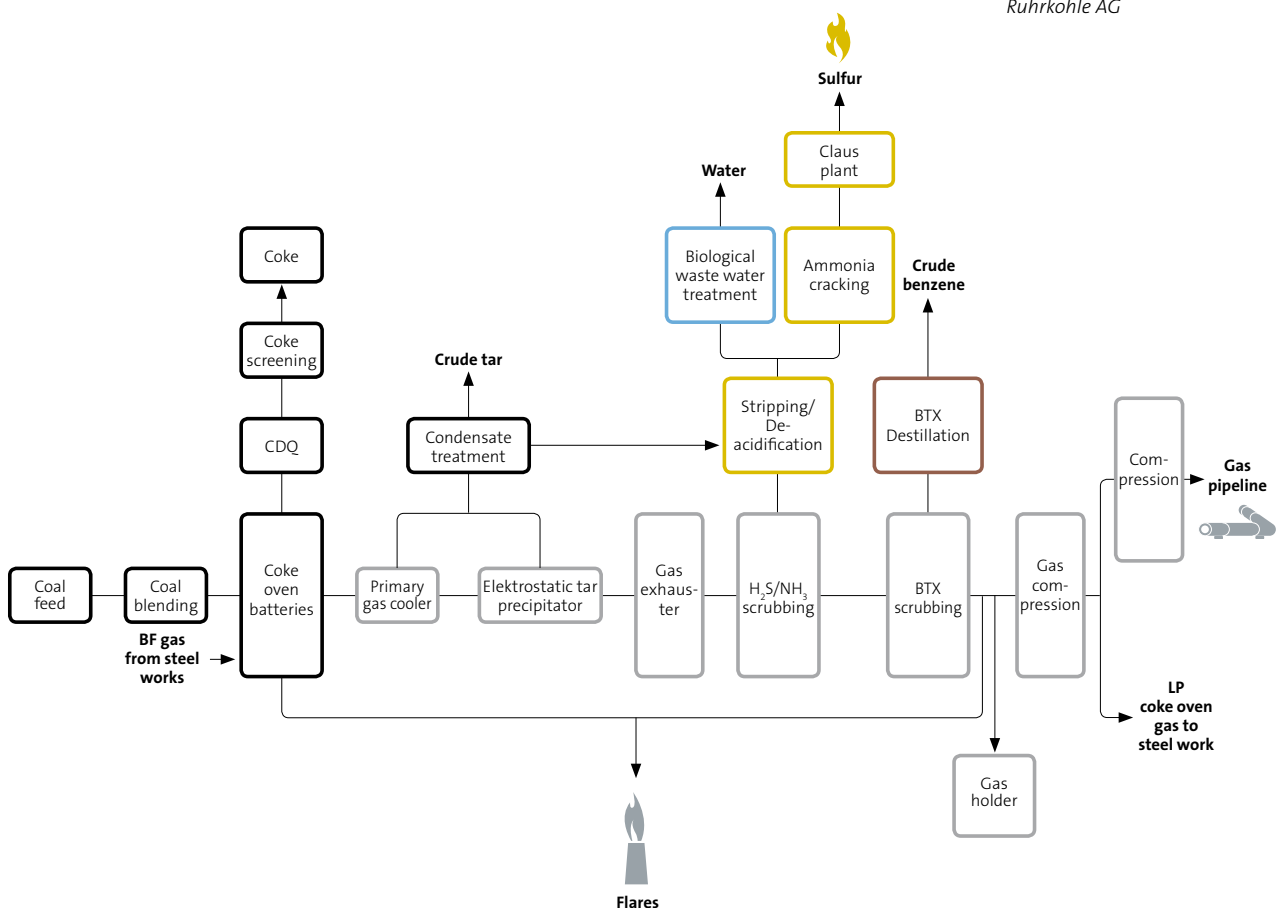 Ruhrkohle AG
Sulfur
Claus
plant
Water
Biological
waste water
treatment
Ammonia
cracking
Crude
benzene
Coke
Coke
screening
Crude tar
CDQ
Condensate
treatment
Stripping/
De-
acidification
BTX
Destillation
Com-
pression
Gas
pipeline
Coal
feed
Coal
blending
Coke
oven
batteries
Primary
gas cooler
Elektrostatic tar
precipitator
Gas
exhaus-
ter
H₂S/NH₃
scrubbing
BTX
scrubbing
Gas
com-
pression
BF gas
from steel
works
LP
coke oven
gas to
steel work
Gas
holder
Flares